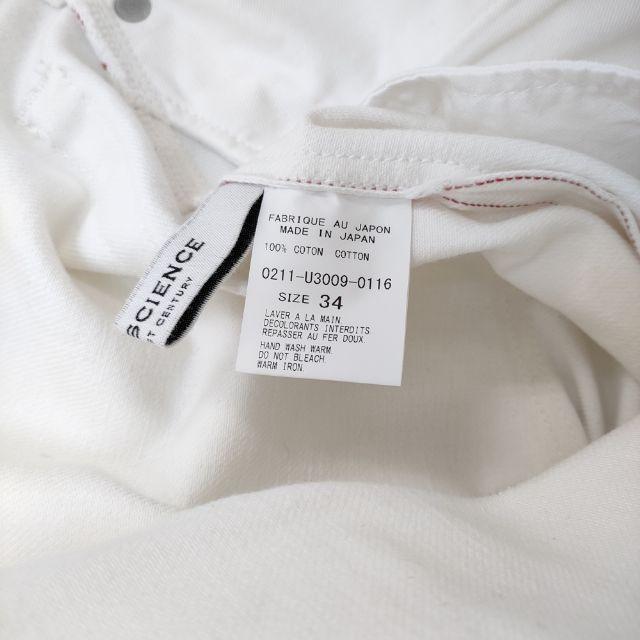 SCIENCE
ST CENTURY
FABRIQUE AU JAPON
MADE IN JAPAN
100% COTON COTTON
0211-U3009-0116
SIZE 34
LAVER A LA MAIN
DECOLORANTS INTERDITS.
REPASSER AU FER DOUX.
HAND WASH WARM.
DO NOT BLEACH.
WARM IRON.